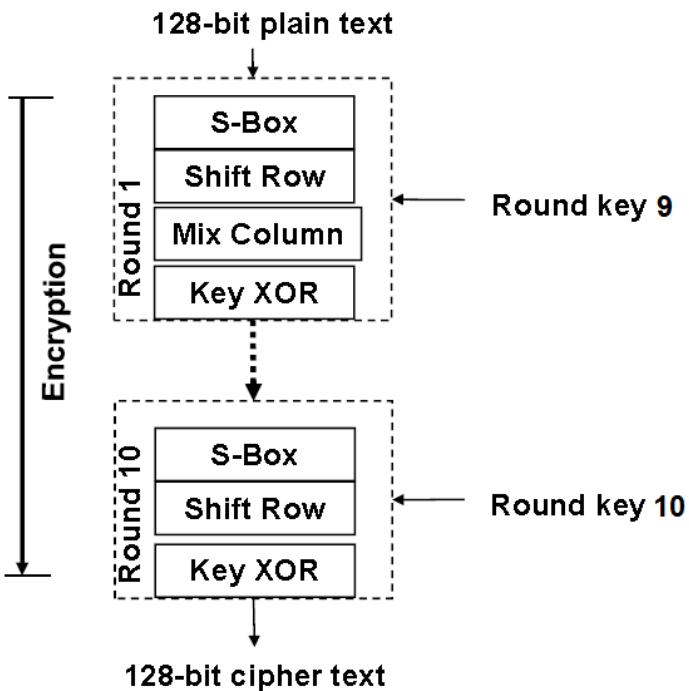 128-bit plain text
Encryption
Round 1
S-Box
Shift Row
Mix Column
Key XOR
Round key 9
Round 10
S-Box
Shift Row
Key XOR
Round key 10
128-bit cipher text